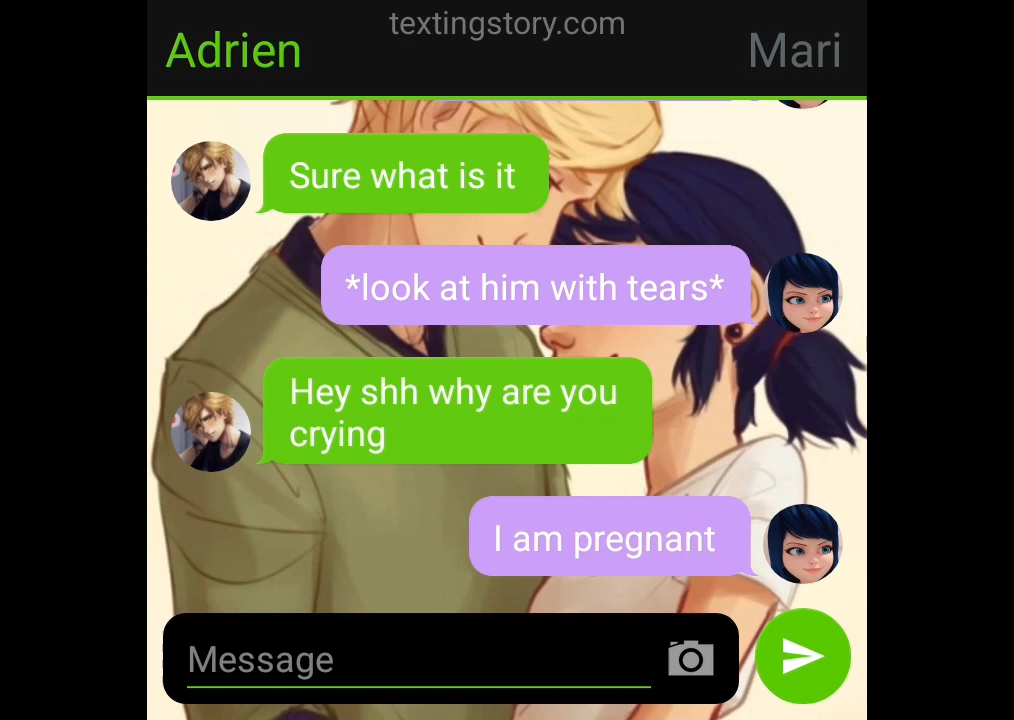 textingstory.com
Adrien
Mari
Sure what is it
*look at him with tears*
Hey shh why are you
crying
I am pregnant
Message